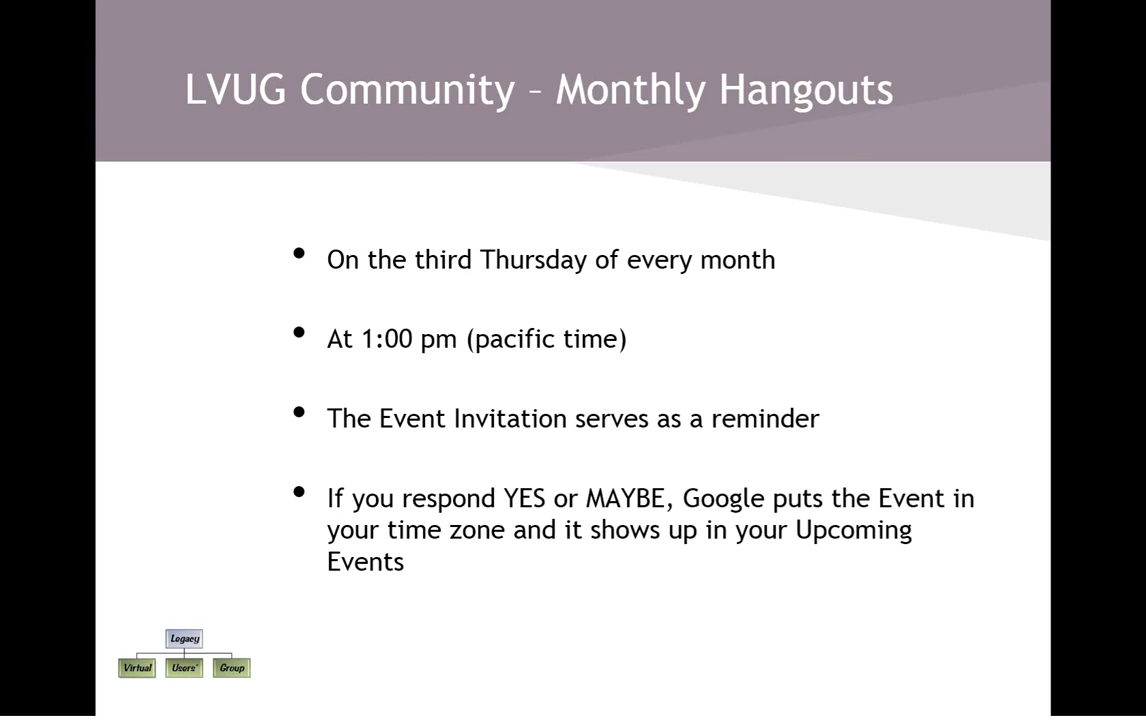 LVUG Community – Monthly Hangouts
• On the third Thursday of every month
• At 1:00 pm (pacific time)
• The Event Invitation serves as a reminder
• If you respond YES or MAYBE, Google puts the Event in
your time zone and it shows up in your Upcoming
Events
Legacy
Virtual Users' Group